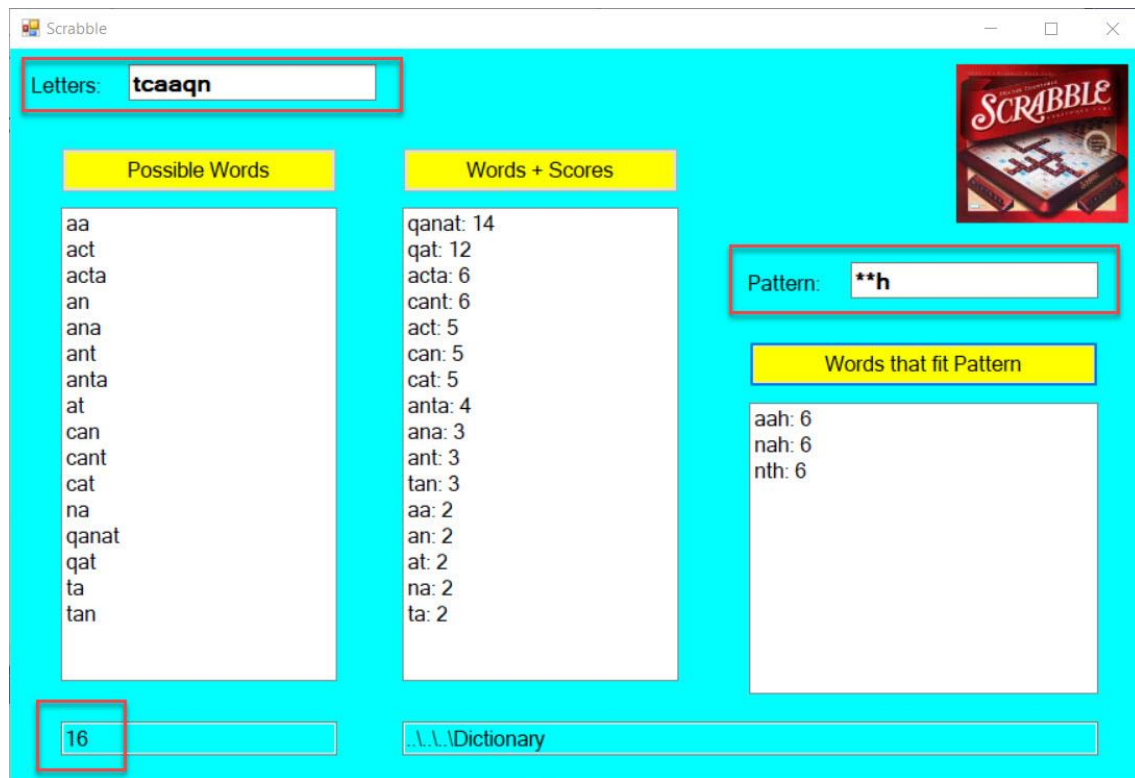 Scrabble
Letters: tcaaqn
SCRABBLE
Possible Words
Words + Scores
aa
act
acta
an
ana
ant
anta
at
can
cant
cat
na
qanat
qat
ta
tan
qanat: 14
qat: 12
acta: 6
cant: 6
act: 5
can: 5
cat: 5
anta: 4
ana: 3
ant: 3
tan: 3
aa: 2
an: 2
at: 2
na: 2
ta: 2
Pattern: **h
Words that fit Pattern
aah: 6
nah: 6
nth: 6
16
..\..\..\Dictionary